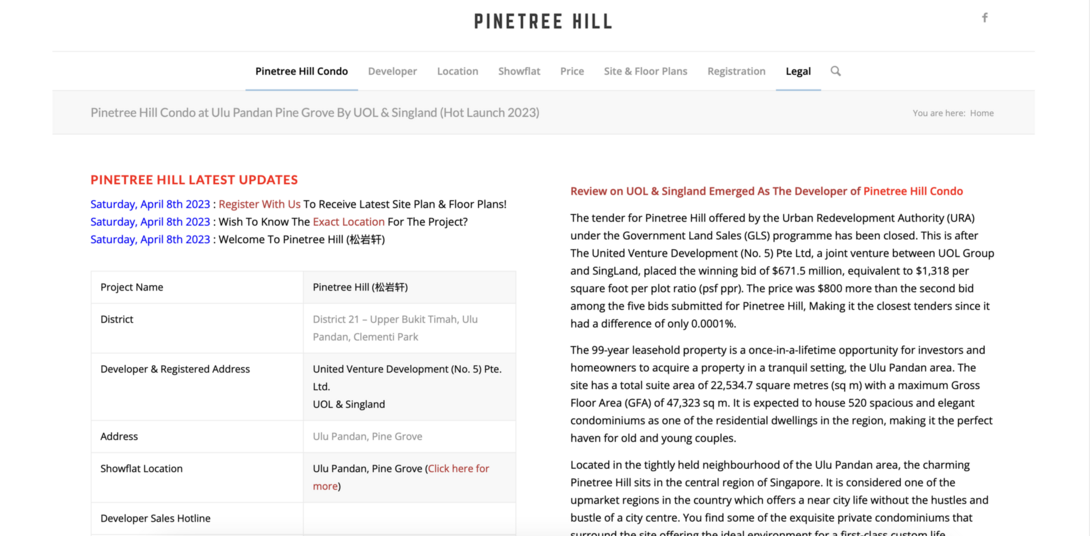 PINETREE HILL
Pinetree Hill Condo Developer Location Showflat Price Site & Floor Plans Registration Legal
Pinetree Hill Condo at Ulu Pandan Pine Grove By UOL & Singland (Hot Launch 2023)
You are here: Home
PINETREE HILL LATEST UPDATES
Saturday, April 8th 2023 : Register With Us To Receive Latest Site Plan & Floor Plans!
Saturday, April 8th 2023 : Wish To Know The Exact Location For The Project?
Saturday, April 8th 2023 : Welcome To Pinetree Hill (松岩轩)
Project Name
Pinetree Hill (松岩轩)
District
District 21 – Upper Bukit Timah, Ulu
Pandan, Clementi Park
Developer & Registered Address
United Venture Development (No. 5) Pte.
Ltd.
UOL & Singland
Address
Ulu Pandan, Pine Grove
Showflat Location
Ulu Pandan, Pine Grove (Click here for
more)
Developer Sales Hotline
Review on UOL & Singland Emerged As The Developer of Pinetree Hill Condo
The tender for Pinetree Hill offered by the Urban Redevelopment Authority (URA)
under the Government Land Sales (GLS) programme has been closed. This is after
The United Venture Development (No. 5) Pte Ltd, a joint venture between UOL Group
and SingLand, placed the winning bid of $671.5 million, equivalent to $1,318 per
square foot per plot ratio (psf ppr). The price was $800 more than the second bid
among the five bids submitted for Pinetree Hill, Making it the closest tenders since it
had a difference of only 0.0001%.
The 99-year leasehold property is a once-in-a-lifetime opportunity for investors and
homeowners to acquire a property in a tranquil setting, the Ulu Pandan area. The
site has a total suite area of 22,534.7 square metres (sq m) with a maximum Gross
Floor Area (GFA) of 47,323 sq m. It is expected to house 520 spacious and elegant
condominiums as one of the residential dwellings in the region, making it the perfect
haven for old and young couples.
Located in the tightly held neighbourhood of the Ulu Pandan area, the charming
Pinetree Hill sits in the central region of Singapore. It is considered one of the
upmarket regions in the country which offers a near city life without the hustles and
bustle of a city centre. You find some of the exquisite private condominiums that
surround the site offering the ideal environment for a first-class custom life